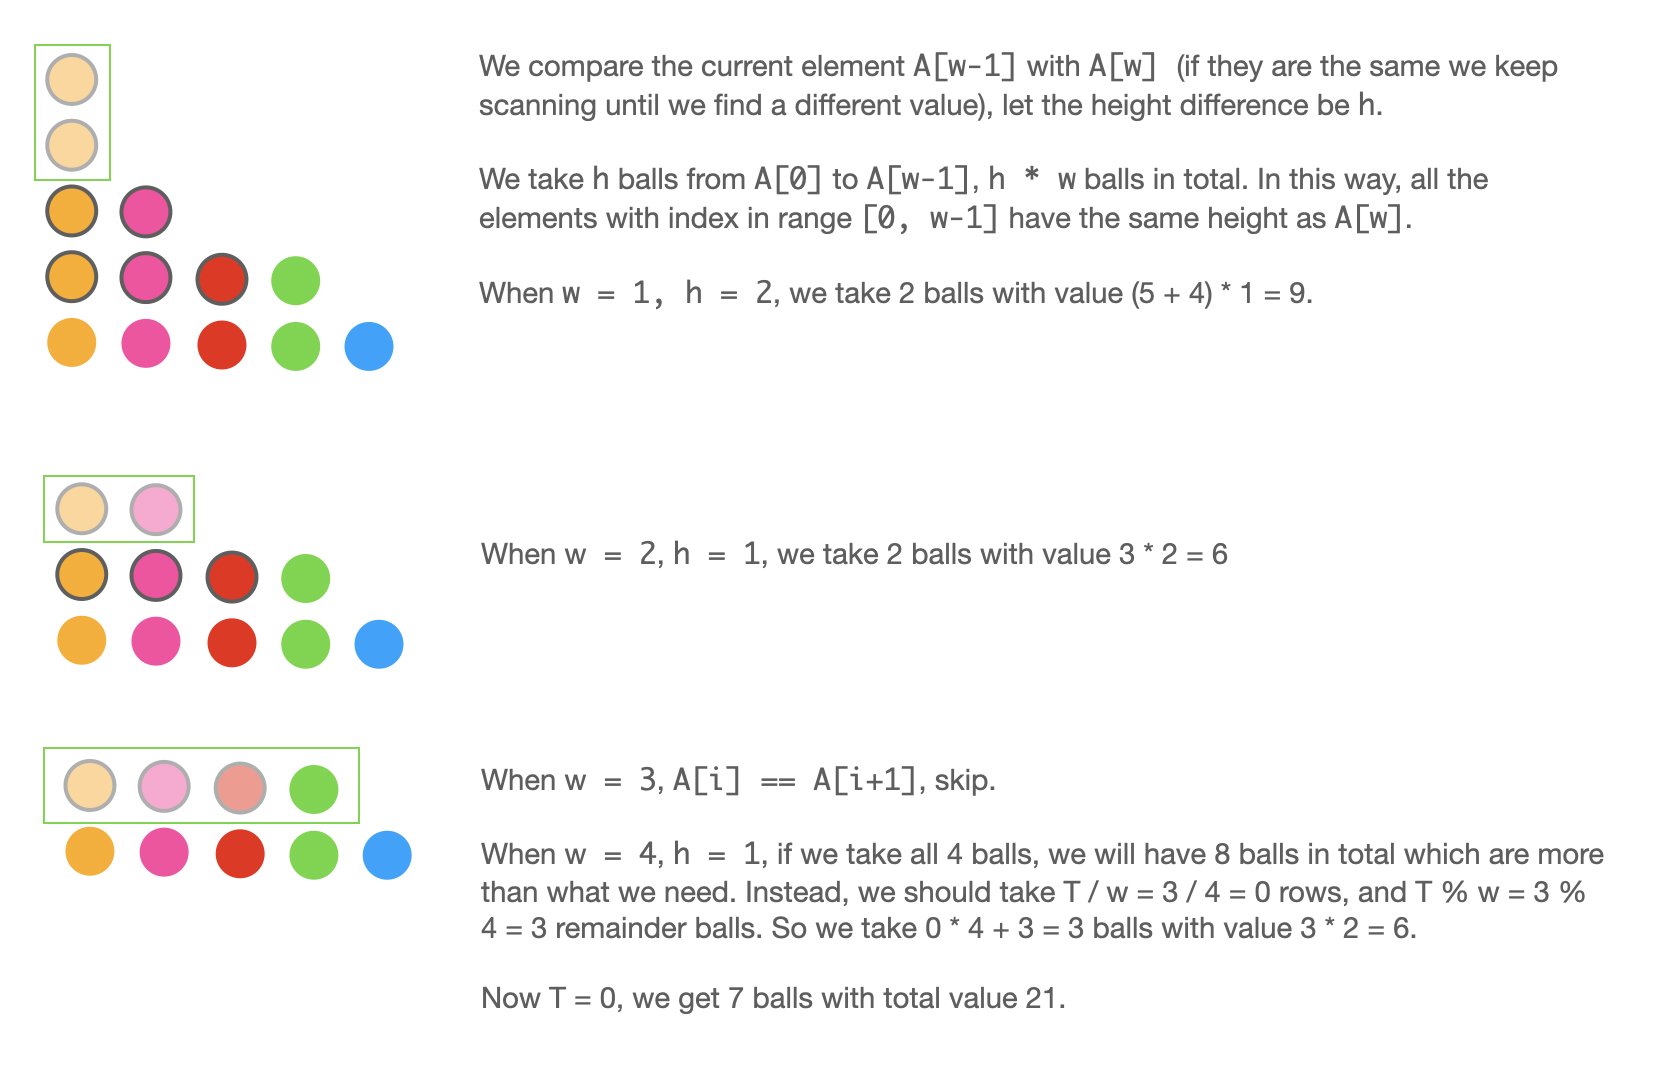 We compare the current element A[w-1] with A[w] (if they are the same we keep
scanning until we find a different value), let the height difference be h.
We take h balls from A[0] to A[w-1], h * w balls in total. In this way, all the
elements with index in range [0, w-1] have the same height as A[w].
When w = 1, h = 2, we take 2 balls with value (5 + 4) * 1 = 9.
When w = 2, h = 1, we take 2 balls with value 3 * 2 = 6
When w = 3, A[i] == A[i+1], skip.
When w = 4, h = 1, if we take all 4 balls, we will have 8 balls in total which are more
than what we need. Instead, we should take T / w = 3 / 4 = 0 rows, and T % w = 3 %
4 = 3 remainder balls. So we take 0 * 4 + 3 = 3 balls with value 3 * 2 = 6.
Now T = 0, we get 7 balls with total value 21.